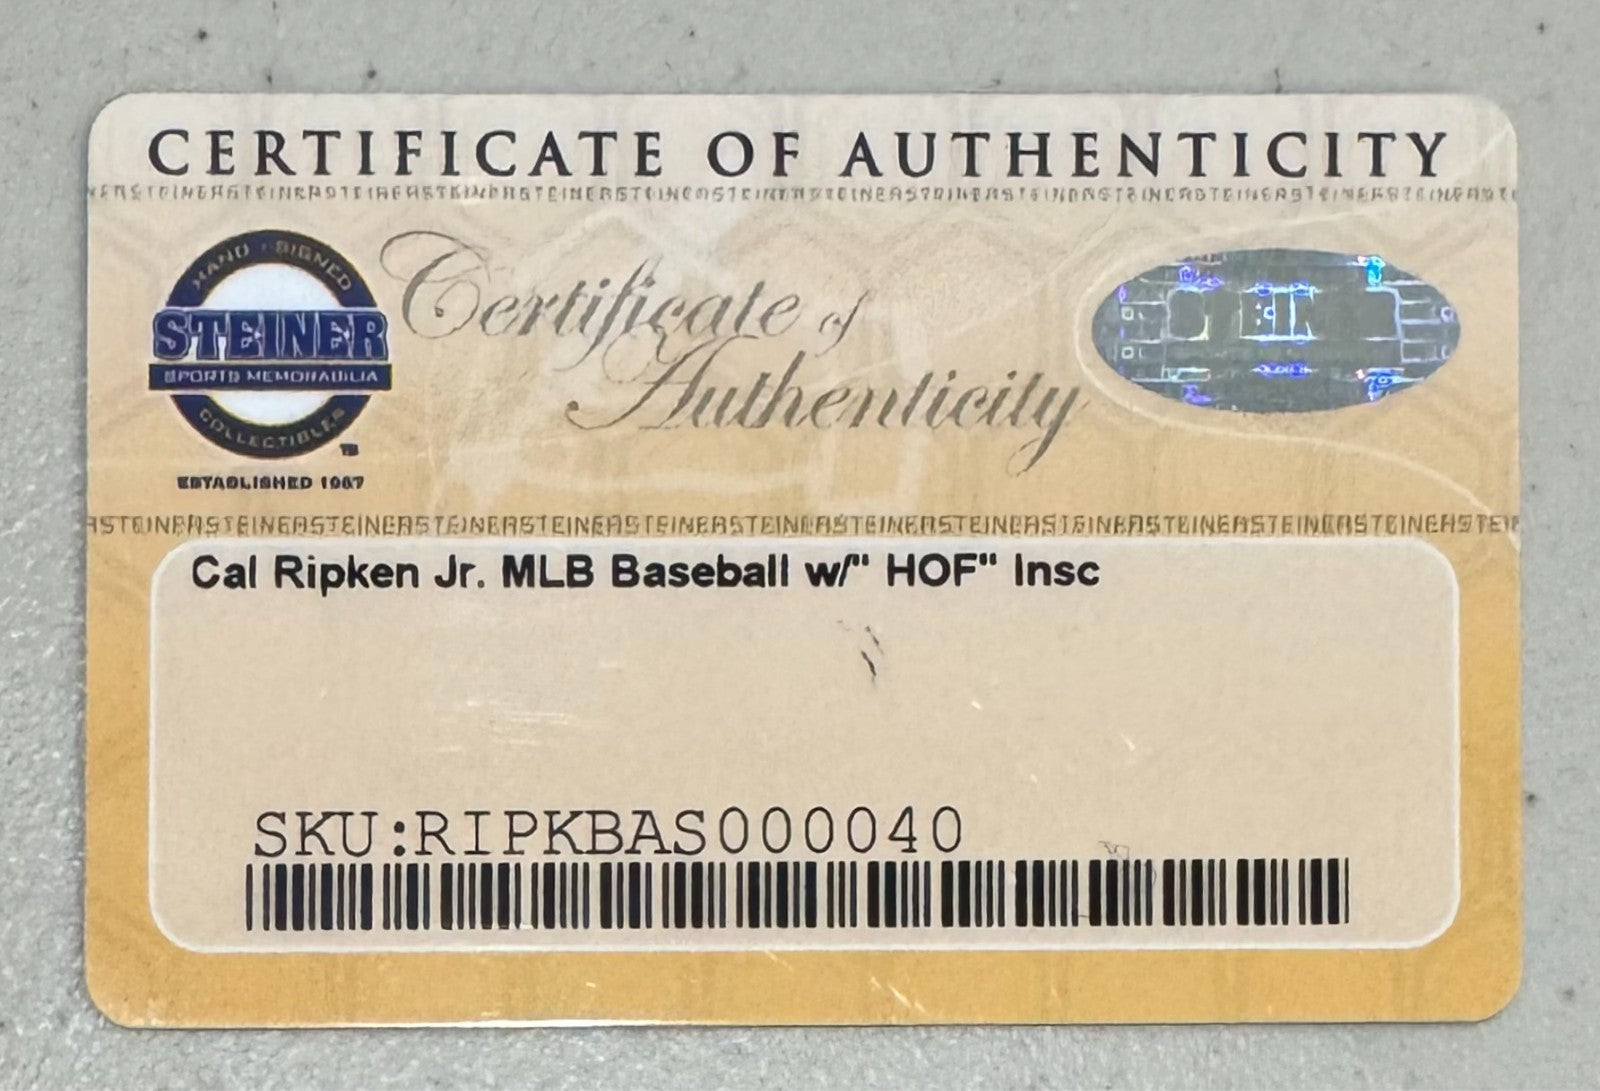 CERTIFICATE OF AUTHENTICITY
HAND · SIGNED
STEINER
SPORTS MEMORABILIA
COLLECTIBLES
TM
ESTABLISHED 1987
Certificate of
Authenticity
Cal Ripken Jr. MLB Baseball w/" HOF" Insc
SKU:RIPKBAS000040